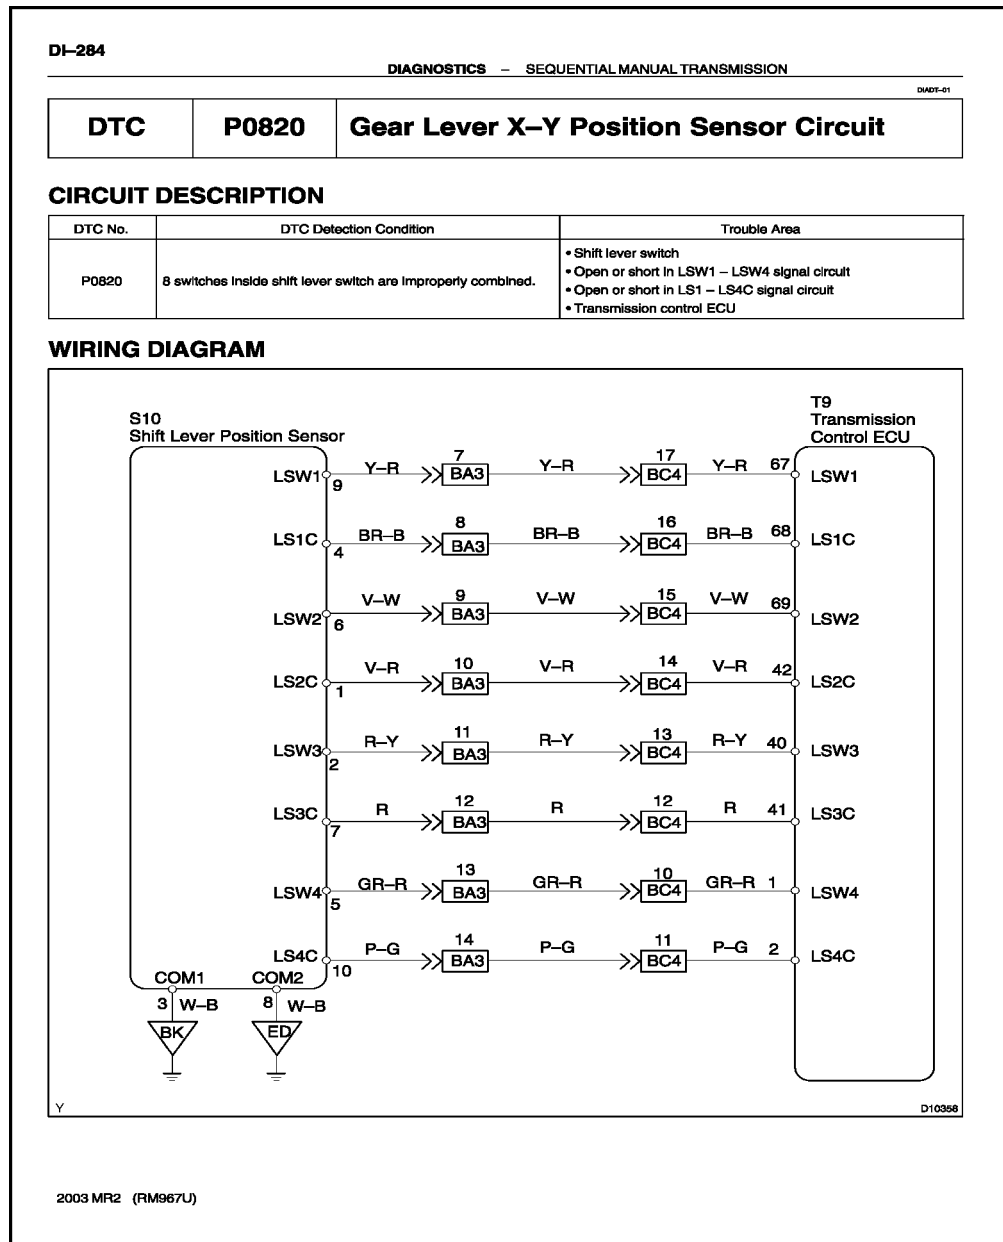 DI–284
DIAGNOSTICS – SEQUENTIAL MANUAL TRANSMISSION
DIADT–01
DTC P0820 Gear Lever X–Y Position Sensor Circuit
CIRCUIT DESCRIPTION
DTC No. DTC Detection Condition Trouble Area
P0820 8 switches inside shift lever switch are improperly combined.
• Shift lever switch
• Open or short in LSW1 – LSW4 signal circuit
• Open or short in LS1 – LS4C signal circuit
• Transmission control ECU
WIRING DIAGRAM
S10
Shift Lever Position Sensor
T9
Transmission
Control ECU
LSW1 9 Y–R 7 BA3 Y–R 17 BC4 Y–R 67 LSW1
LS1C 4 BR–B 8 BA3 BR–B 16 BC4 BR–B 68 LS1C
LSW2 6 V–W 9 BA3 V–W 15 BC4 V–W 69 LSW2
LS2C 1 V–R 10 BA3 V–R 14 BC4 V–R 42 LS2C
LSW3 2 R–Y 11 BA3 R–Y 13 BC4 R–Y 40 LSW3
LS3C 7 R 12 BA3 R 12 BC4 R 41 LS3C
LSW4 5 GR–R 13 BA3 GR–R 10 BC4 GR–R 1 LSW4
LS4C 10 P–G 14 BA3 P–G 11 BC4 P–G 2 LS4C
COM1 COM2
3 W–B 8 W–B
BK ED
Y D10358
2003 MR2 (RM967U)